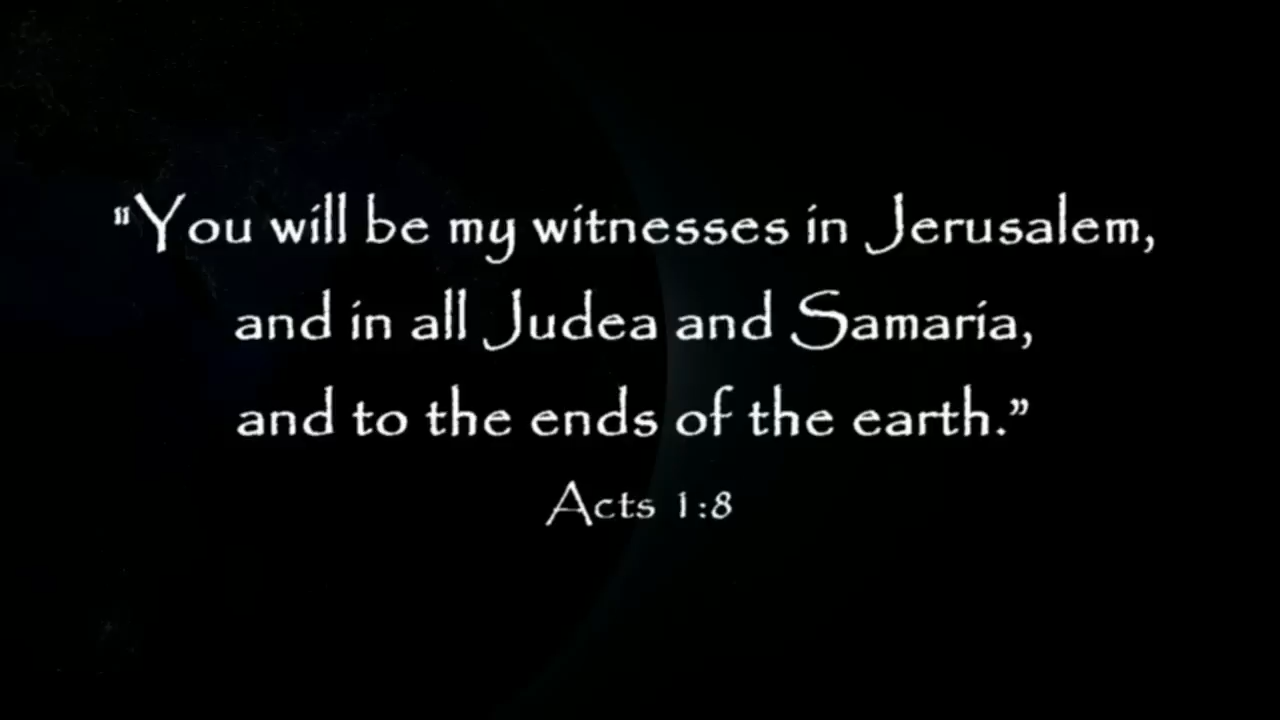 "You will be my witnesses in Jerusalem,
and in all Judea and Samaria,
and to the ends of the earth.”
Acts 1:8